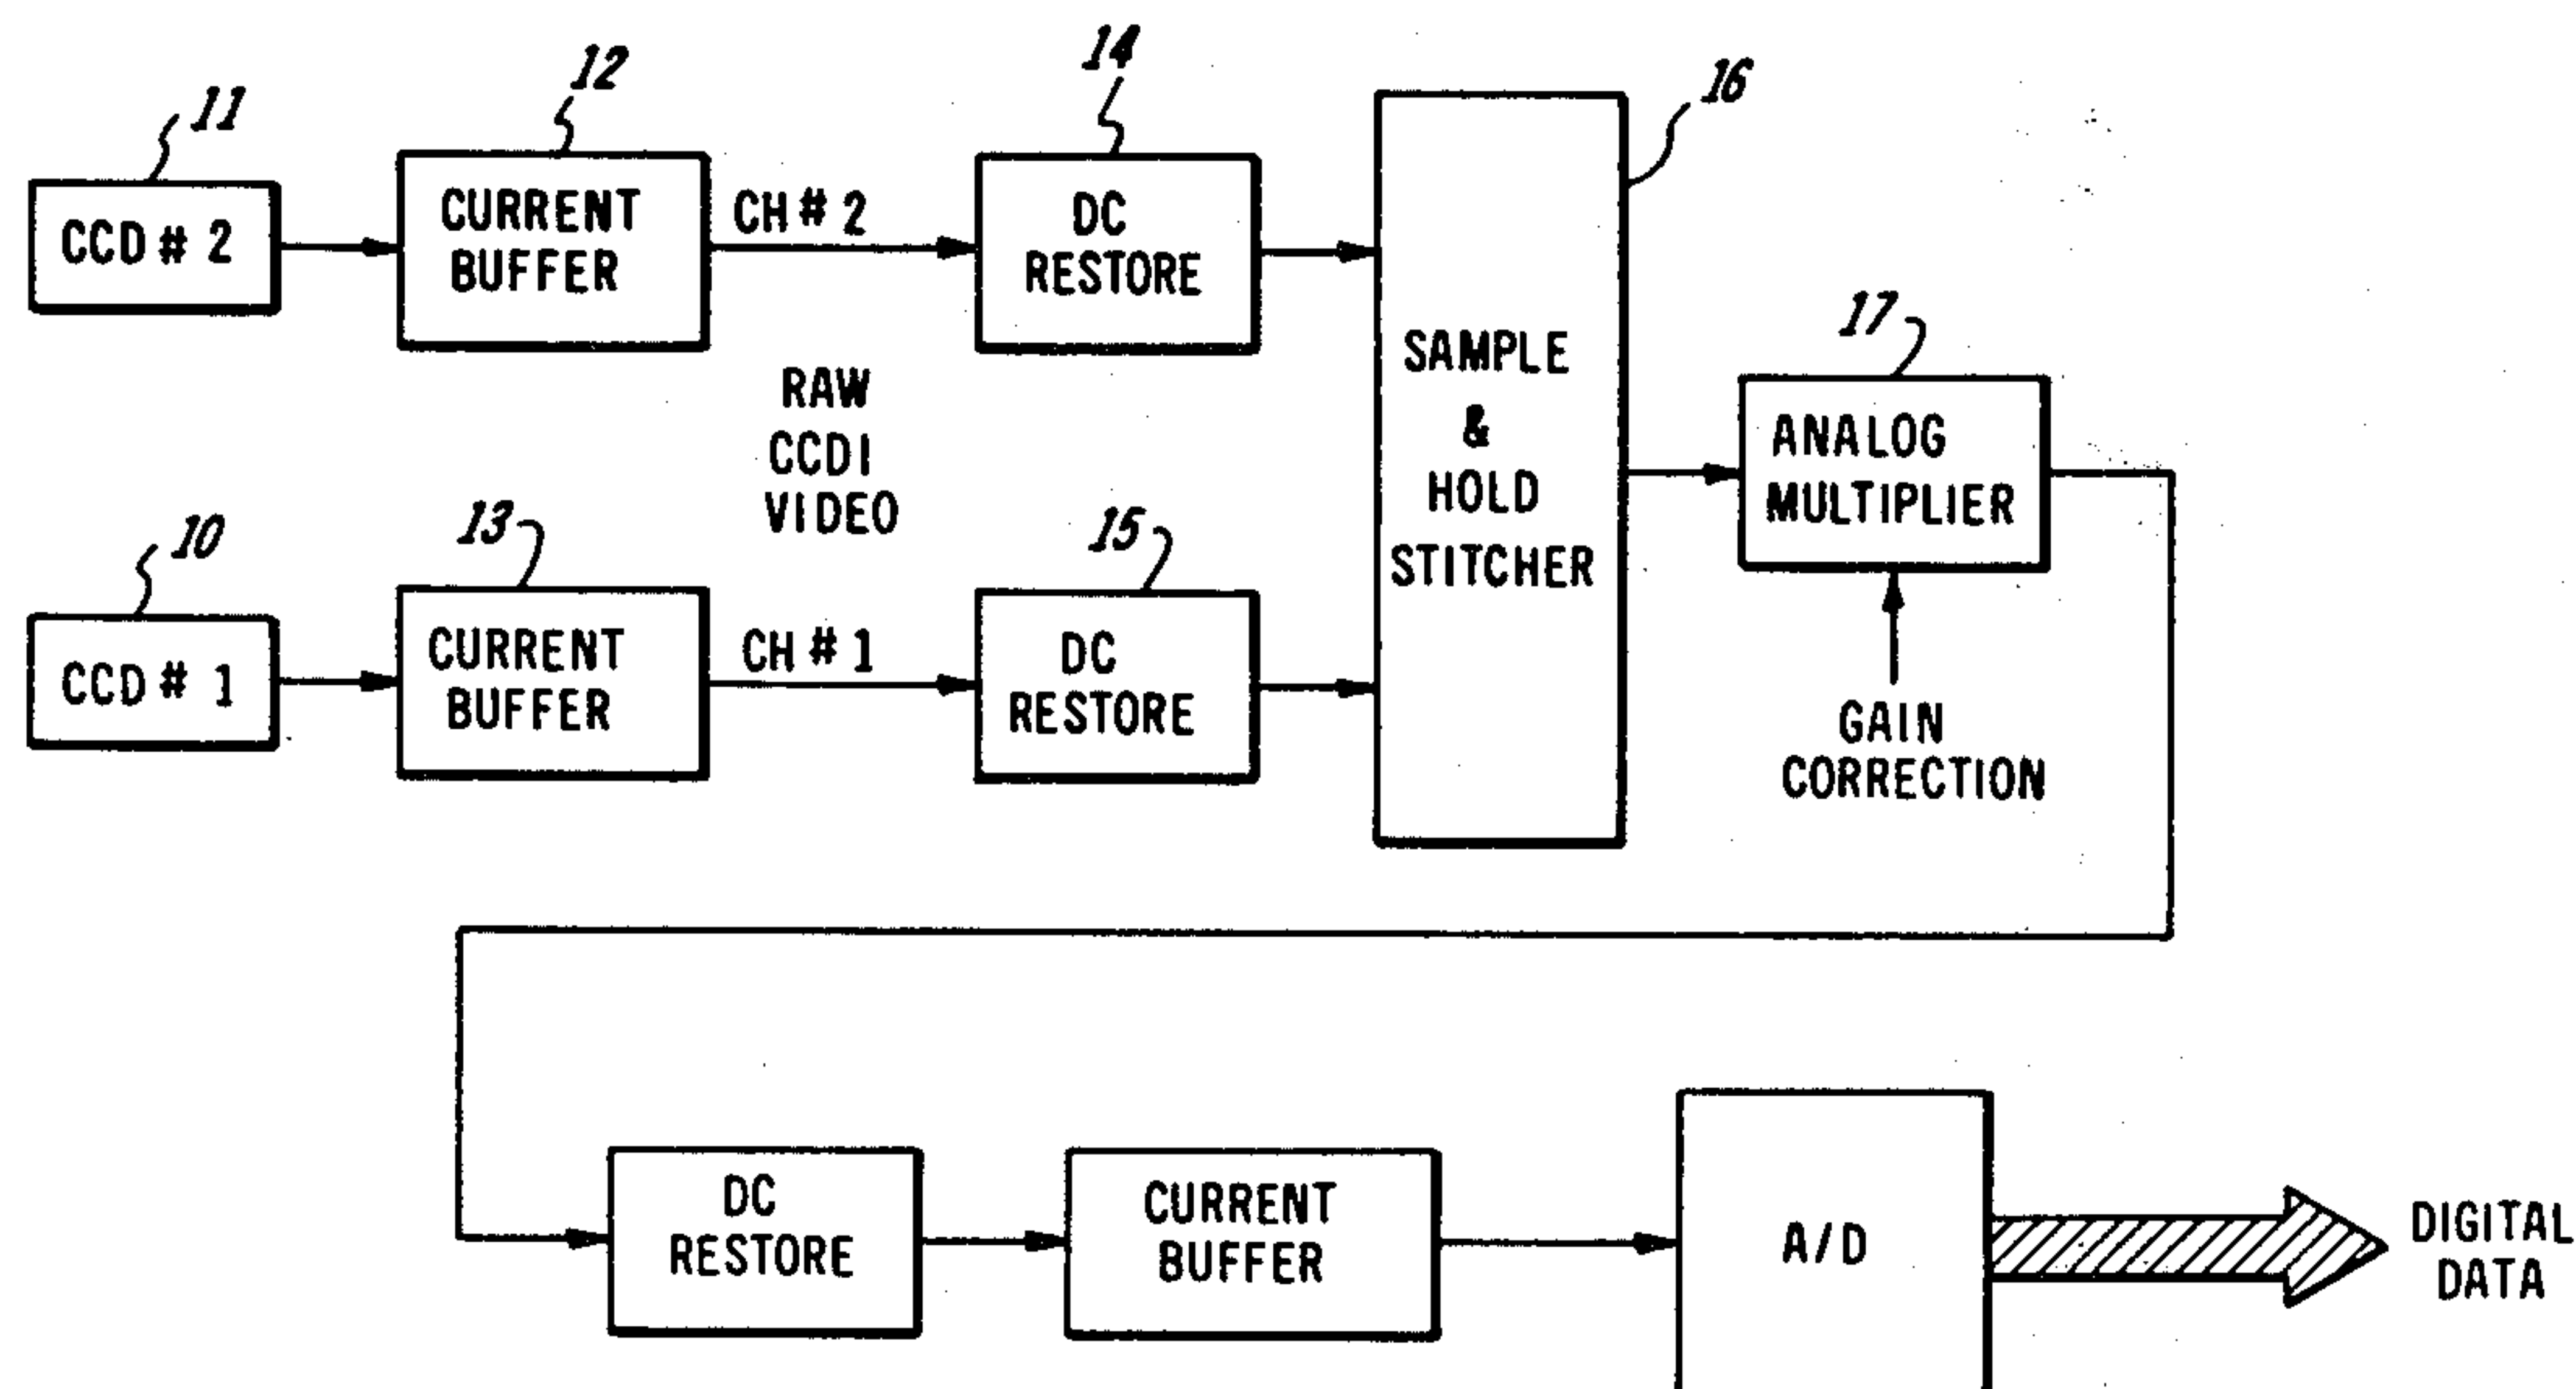 11
CCD # 2
12
CURRENT
BUFFER
CH # 2
14
DC
RESTORE
16
SAMPLE
&
HOLD
STITCHER
RAW
CCDI
VIDEO
10
CCD # 1
13
CURRENT
BUFFER
CH # 1
15
DC
RESTORE
17
ANALOG
MULTIPLIER
GAIN
CORRECTION
DC
RESTORE
CURRENT
BUFFER
A/D
DIGITAL
DATA